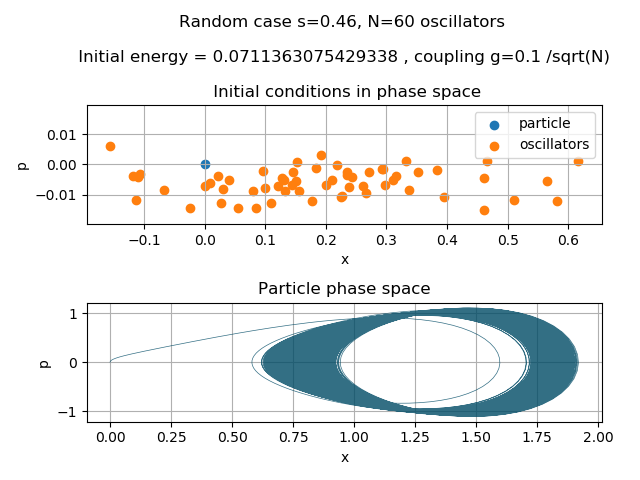 Random case s=0.46, N=60 oscillators
Initial energy = 0.0711363075429338 , coupling g=0.1 /sqrt(N)
Initial conditions in phase space
particle
oscillators
0.01
0.00
−0.01
p
−0.1 0.0 0.1 0.2 0.3 0.4 0.5 0.6
x
Particle phase space
1
0
−1
p
0.00 0.25 0.50 0.75 1.00 1.25 1.50 1.75 2.00
x